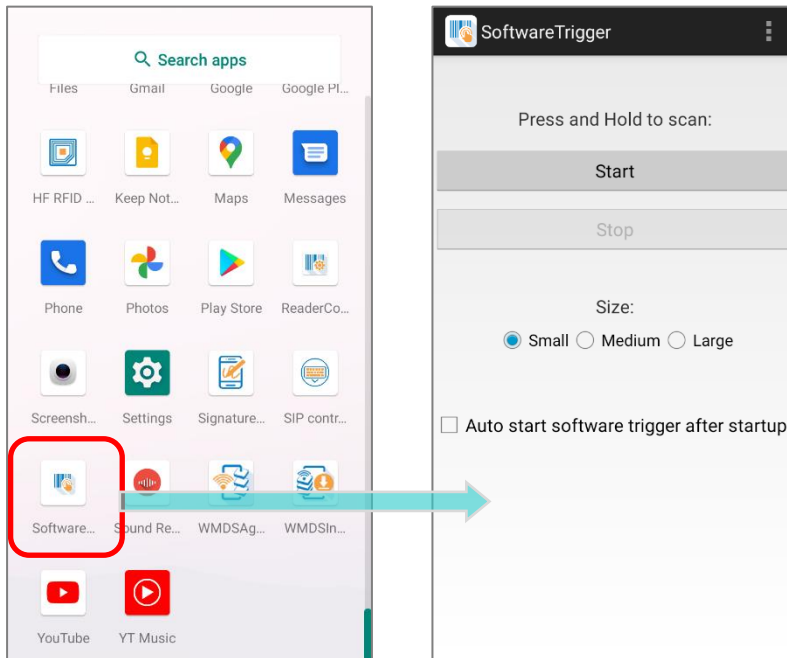 Search apps
Files Gmail Google Google Pl...
HF RFID ... Keep Not... Maps Messages
Phone Photos Play Store ReaderCo...
Screensh... Settings Signature... SIP contr...
Software... Sound Re... WMDSAg... WMDSIn...
YouTube YT Music
SoftwareTrigger
Press and Hold to scan:
Start
Stop
Size:
Small Medium Large
Auto start software trigger after startup